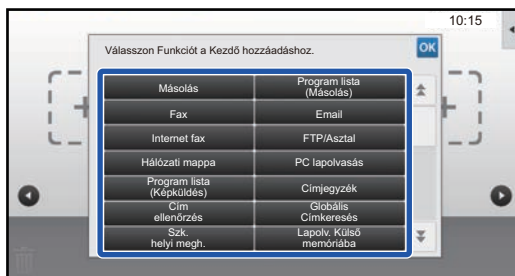 10:15
Válasszon Funkciót a Kezdő hozzáadáshoz.
OK
Másolás
Program lista
(Másolás)
Fax
Email
Internet fax
FTP/Asztal
Hálózati mappa
PC lapolvasás
Program lista
(Képküldés)
Címjegyzék
Cím
ellenőrzés
Globális
Címkeresés
Szk.
helyi megh.
Lapolv. Külső
memóriába